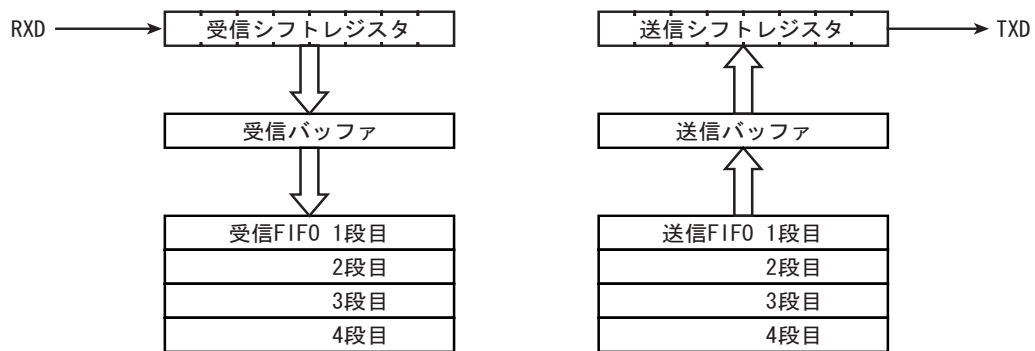 RXD
受信シフトレジスタ
受信バッファ
受信FIFO 1段目
2段目
3段目
4段目
送信シフトレジスタ
TXD
送信バッファ
送信FIFO 1段目
2段目
3段目
4段目